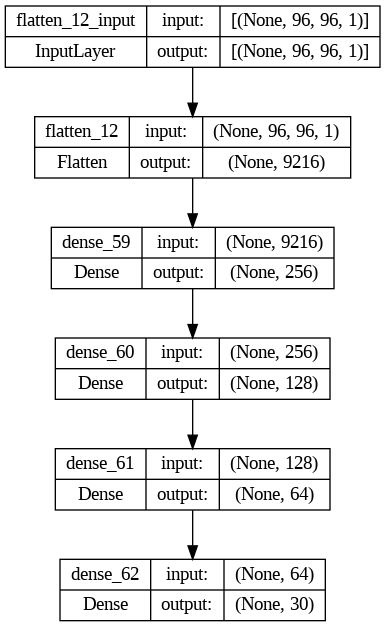 flatten_12_input input: [(None, 96, 96, 1)]
InputLayer output: [(None, 96, 96, 1)]
flatten_12 input: (None, 96, 96, 1)
Flatten output: (None, 9216)
dense_59 input: (None, 9216)
Dense output: (None, 256)
dense_60 input: (None, 256)
Dense output: (None, 128)
dense_61 input: (None, 128)
Dense output: (None, 64)
dense_62 input: (None, 64)
Dense output: (None, 30)